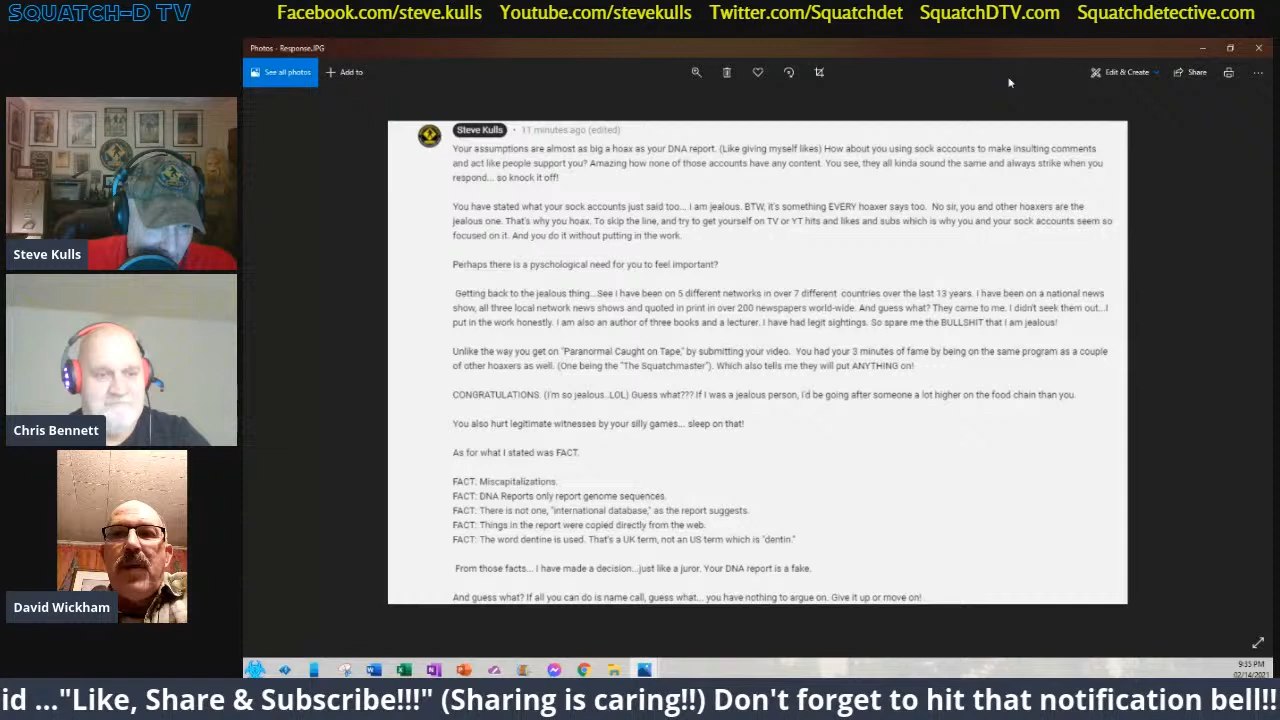 SQUATCH-D TV
Facebook.com/steve.kulls Youtube.com/stevekulls Twitter.com/Squatchdet SquatchDTV.com Squatchdetective.com
Photos - Response.JPG
See all photos
Add to
Edit & Create
Share
Steve Kulls • 11 minutes ago (edited)
Your assumptions are almost as big a hoax as your DNA report. (Like giving myself likes) How about you using sock accounts to make insulting comments
and act like people support you? Amazing how none of those accounts have any content. You see, they all kinda sound the same and always strike when you
respond... so knock it off!
You have stated what your sock accounts just said too... I am jealous. BTW, it's something EVERY hoaxer says too. No sir, you and other hoaxers are the
jealous one. That's why you hoax. To skip the line, and try to get yourself on TV or YT hits and likes and subs which is why you and your sock accounts seem so
focused on it. And you do it without putting in the work.
Perhaps there is a pyschological need for you to feel important?
Getting back to the jealous thing...See I have been on 5 different networks in over 7 different countries over the last 13 years. I have been on a national news
show, all three local network news shows and quoted in print in over 200 newspapers world-wide. And guess what? They came to me. I didn't seek them out...I
put in the work honestly. I am also an author of three books and a lecturer. I have had legit sightings. So spare me the BULLSHIT that I am jealous!
Unlike the way you get on "Paranormal Caught on Tape," by submitting your video. You had your 3 minutes of fame by being on the same program as a couple
of other hoaxers as well. (One being the "The Squatchmaster"). Which also tells me they will put ANYTHING on!
CONGRATULATIONS. (I'm so jealous..LOL) Guess what??? If I was a jealous person, I'd be going after someone a lot higher on the food chain than you.
You also hurt legitimate witnesses by your silly games... sleep on that!
As for what I stated was FACT.
FACT: Miscapitalizations.
FACT: DNA Reports only report genome sequences.
FACT: There is not one, "international database," as the report suggests.
FACT: Things in the report were copied directly from the web.
FACT: The word dentine is used. That's a UK term, not an US term which is "dentin."
From those facts... I have made a decision...just like a juror. Your DNA report is a fake.
And guess what? If all you can do is name call, guess what... you have nothing to argue on. Give it up or move on!
Steve Kulls
Chris Bennett
David Wickham
9:35 PM
02/14/2021
id ..."Like, Share & Subscribe!!!" (Sharing is caring!!) Don't forget to hit that notification bell!!